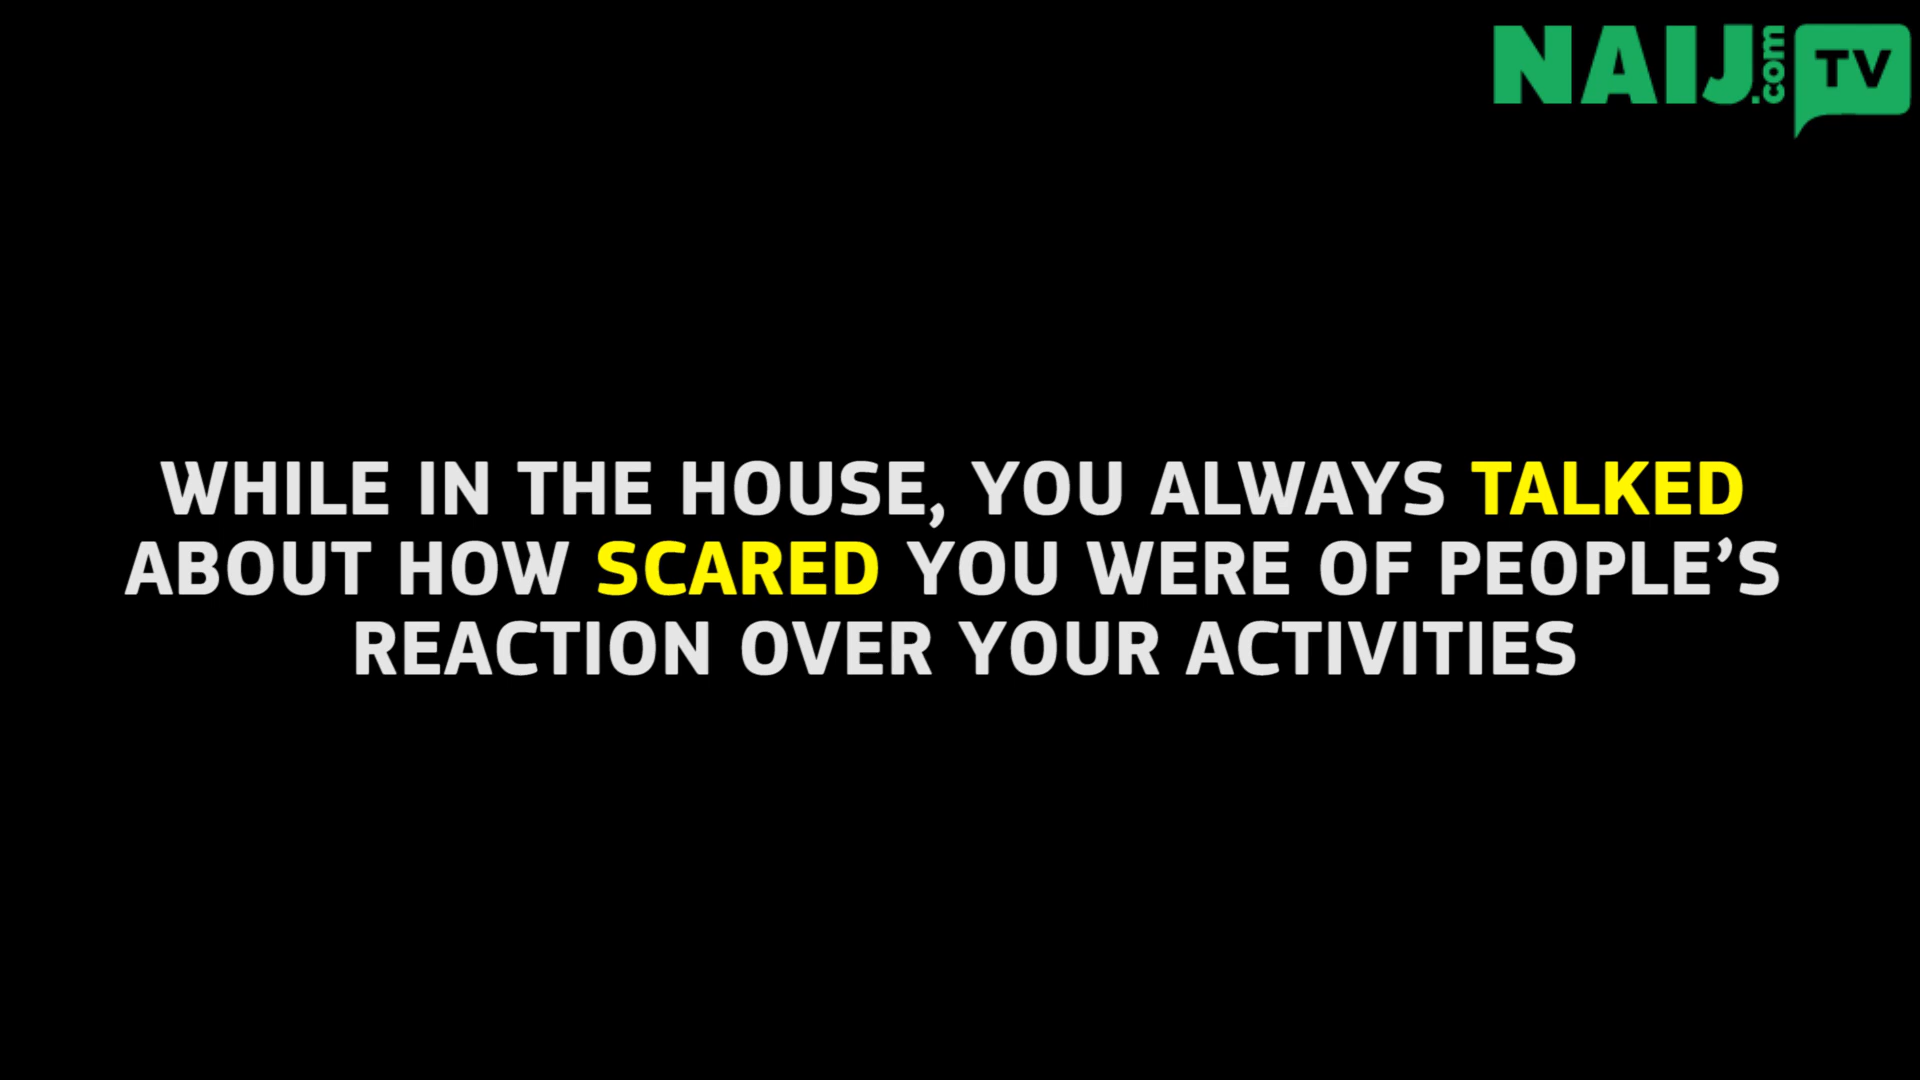 NAIJ.com TV
WHILE IN THE HOUSE, YOU ALWAYS TALKED
ABOUT HOW SCARED YOU WERE OF PEOPLE’S
REACTION OVER YOUR ACTIVITIES